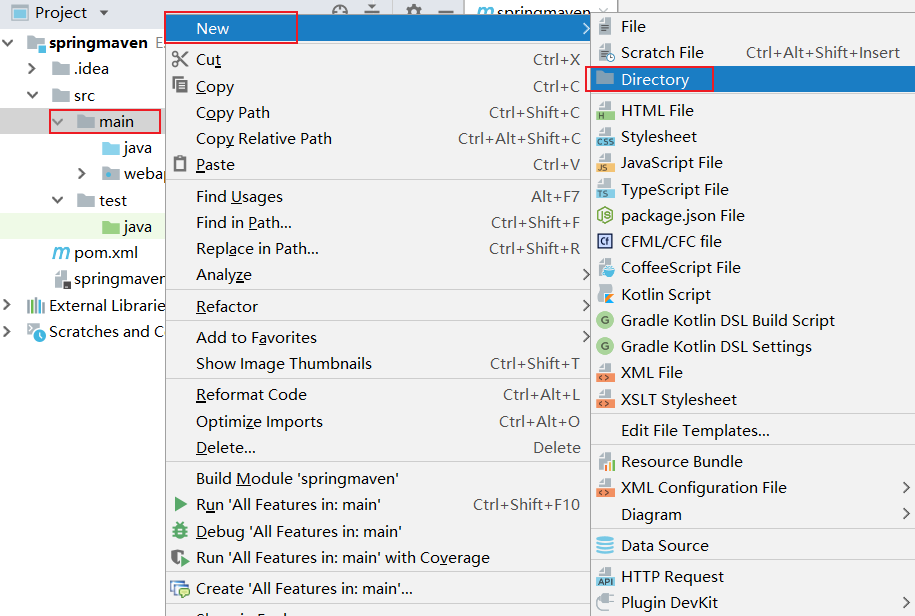 Project
springmaven
.idea
src
main
java
test
java
pom.xml
springmaven
External Librarie
Scratches and
New
Cut Ctrl+X
Copy Ctrl+C
Copy Path Ctrl+Shift+C
Copy Relative Path Ctrl+Alt+Shift+C
Paste Ctrl+V
Find Usages Alt+F7
Find in Path... Ctrl+Shift+F
Replace in Path... Ctrl+Shift+R
Analyze
Refactor
Add to Favorites
Show Image Thumbnails Ctrl+Shift+T
Reformat Code Ctrl+Alt+L
Optimize Imports Ctrl+Alt+O
Delete... Delete
Build Module 'springmaven'
Run 'All Features in: main' Ctrl+Shift+F10
Debug 'All Features in: main'
Run 'All Features in: main' with Coverage
Create 'All Features in: main'...
springmaven
File
Scratch File Ctrl+Alt+Shift+Insert
Directory
HTML File
Stylesheet
JavaScript File
TypeScript File
package.json File
CFML/CFC file
CoffeeScript File
Kotlin Script
Gradle Kotlin DSL Build Script
Gradle Kotlin DSL Settings
XML File
XSLT Stylesheet
Edit File Templates...
Resource Bundle
XML Configuration File
Diagram
Data Source
HTTP Request
Plugin DevKit